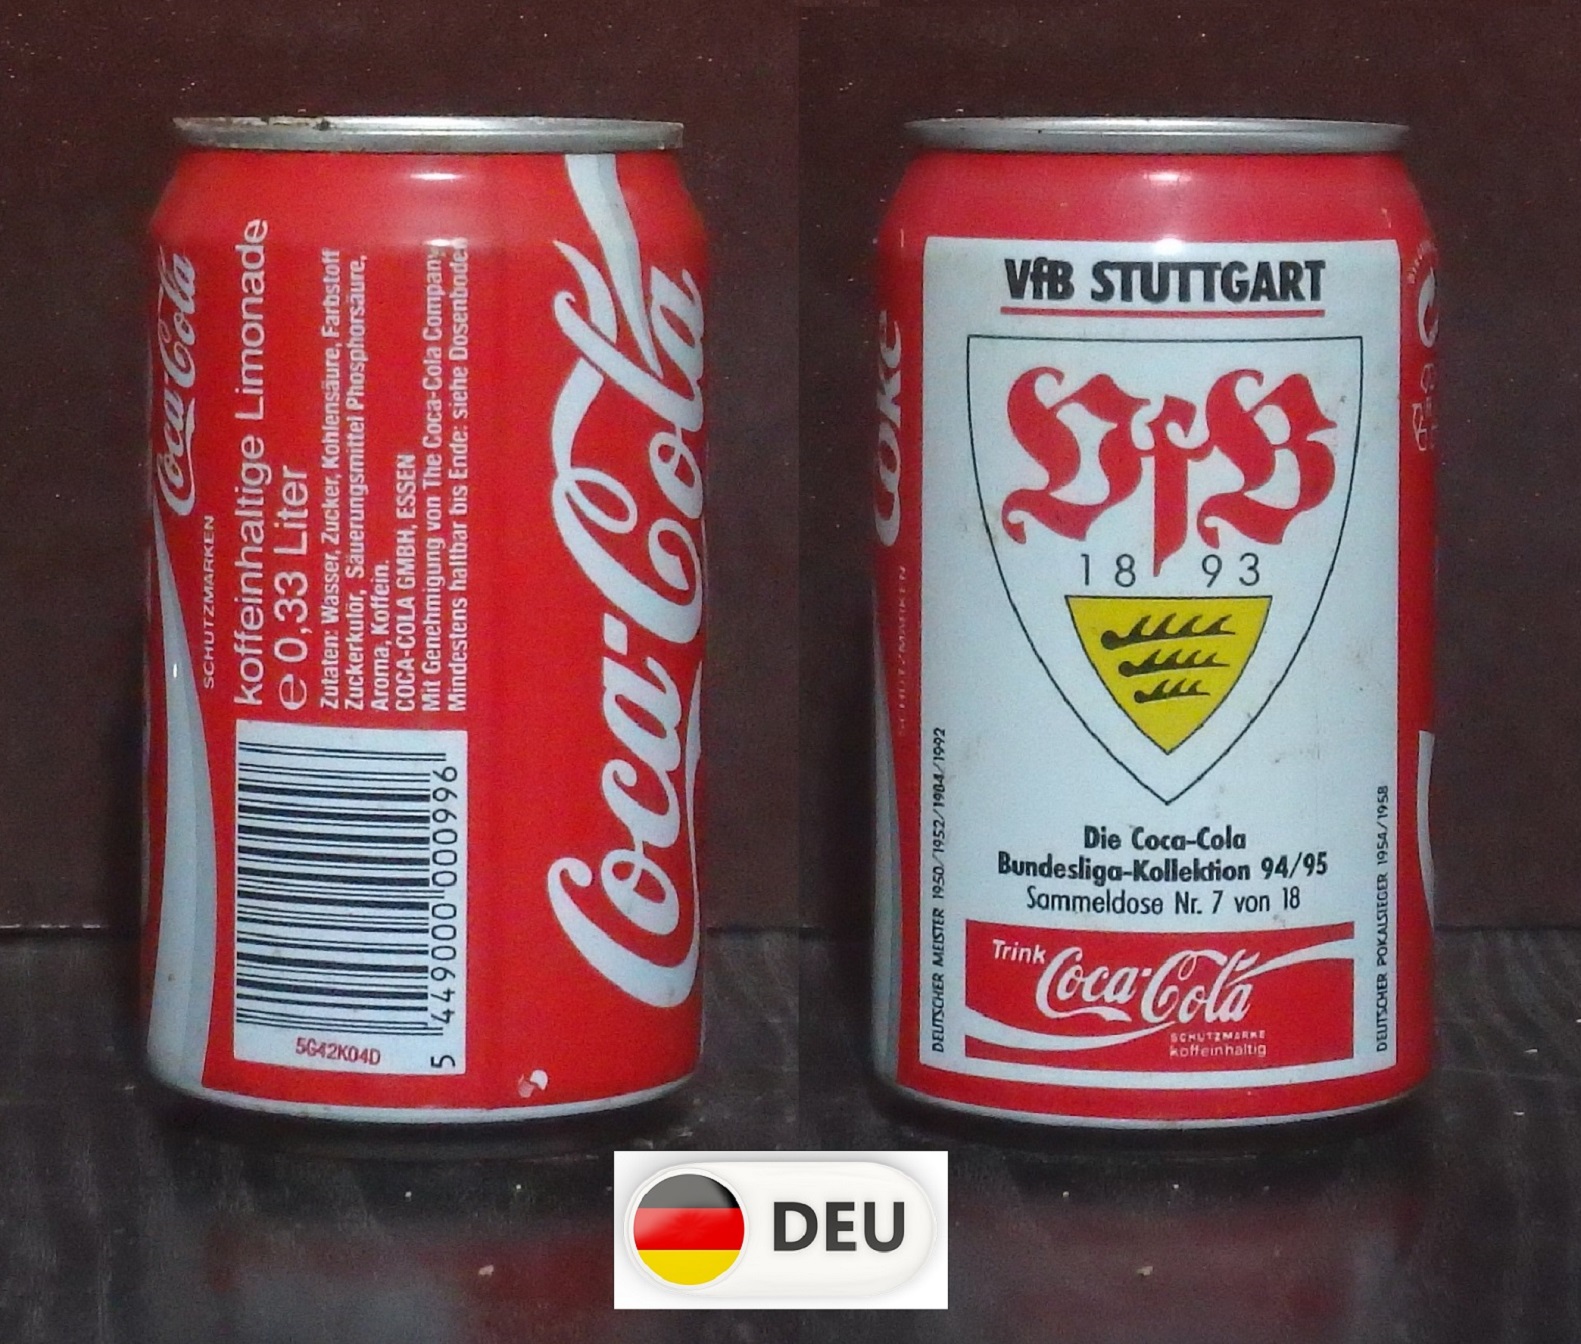 Coca-Cola
SCHUTZMARKEN
koffeinhaltige Limonade
e 0,33 Liter
Zutaten: Wasser, Zucker, Kohlensäure, Farbstoff
Zuckerkulör, Säuerungsmittel Phosphorsäure,
Aroma, Koffein.
COCA-COLA GMBH, ESSEN
Mit Genehmigung von The Coca-Cola Company
Mindestens haltbar bis Ende: siehe Dosenboden
5G42K04D
5 449000 000996
Coca-Cola
Coke
SCHUTZMARKEN
VfB STUTTGART
VfB
1893
DEUTSCHER MEISTER 1950/1952/1984/1992
DEUTSCHER POKALSIEGER 1954/1958
Die Coca-Cola
Bundesliga-Kollektion 94/95
Sammeldose Nr. 7 von 18
Trink Coca-Cola
SCHUTZMARKE
koffeinhaltig
DEU